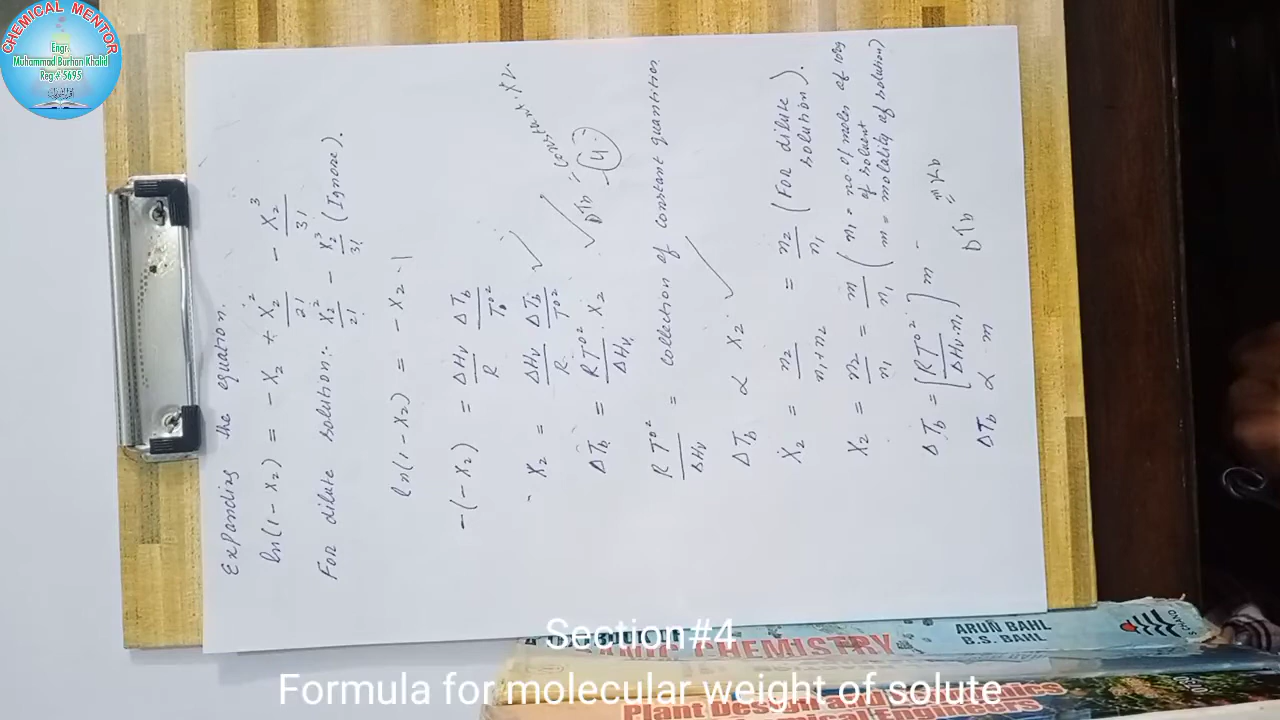 CHEMICAL MENTOR
Engr.
Muhammad Burhan Khalid
Reg # 5695
Expanding the equation.
ln(1 - X₂) = - X₂ + X₂²/2! - X₂³/3!
For dilute solution:- X₂²/2! - X₂³/3! (Ignore).
ln(1 - X₂) = - X₂
-(- X₂) = ΔHv/R ΔTb/T°²
X₂ = ΔHv/R ΔTb/T°² ✓
ΔTb = RT°²/ΔHv X₂ ✓ DTb = constant. X₂ - (4)
RT°²/ΔHv = collection of constant quantities
ΔTb ∝ X₂ ✓
X₂ = n₂/n₁+n₂ = n₂/n₁ (For dilute solution).
X₂ = n₂/n₁ = m/n₁ (n₁ = no. of moles of of solvent
m = molality of solution)
ΔTb = [RT°²/ΔHv.n₁] m
ΔTb ∝ m
DTb =
BOOK OF
CHEMISTRY
ARUN BAHL
B.S. BAHL
S. CHAND
Plant Design and
Chemical Engineers
Section#4
Formula for molecular weight of solute